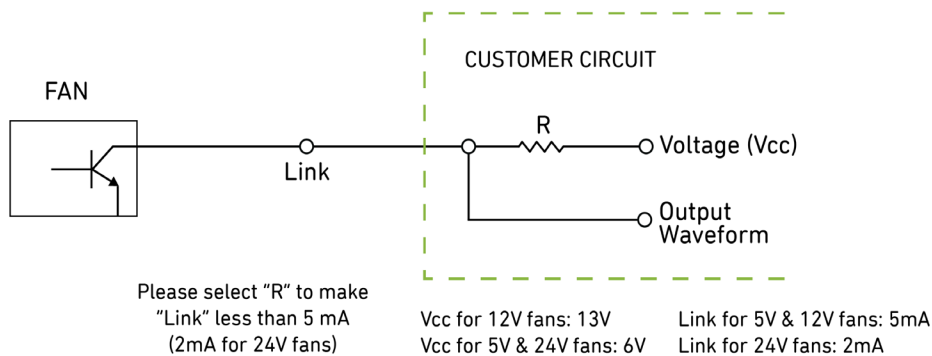 CUSTOMER CIRCUIT
FAN
R
Link
Voltage (Vcc)
Output
Waveform
Please select "R" to make
"Link" less than 5 mA
(2mA for 24V fans)
Vcc for 12V fans: 13V
Vcc for 5V & 24V fans: 6V
Link for 5V & 12V fans: 5mA
Link for 24V fans: 2mA